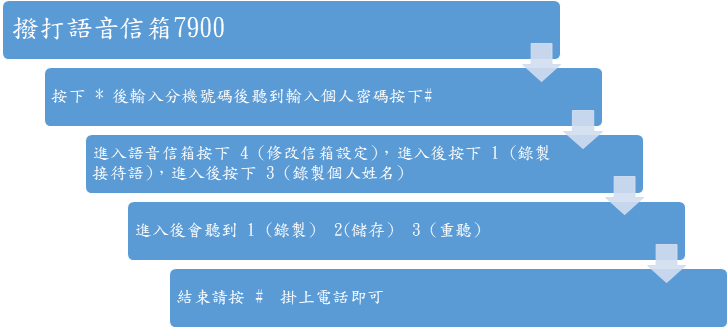 撥打語音信箱7900
按下 * 後輸入分機號碼後聽到輸入個人密碼按下#
進入語音信箱按下 4 (修改信箱設定)，進入後按下 1 (錄製
接待語)，進入後按下 3 (錄製個人姓名)
進入後會聽到 1 (錄製) 2(儲存) 3 (重聽)
結束請按 # 掛上電話即可